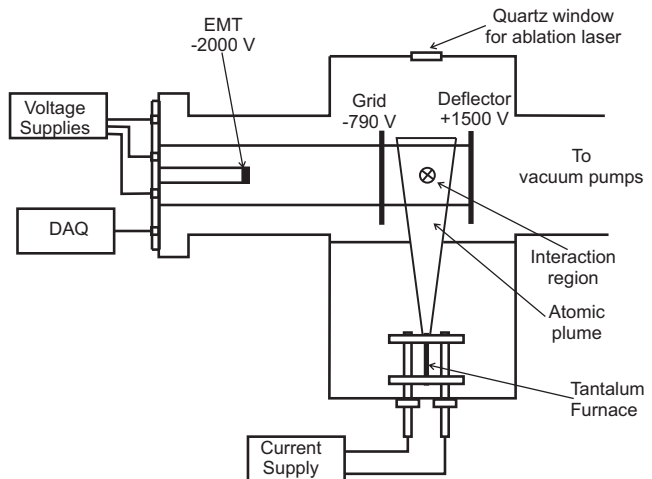 EMT
-2000 V
Quartz window
for ablation laser
Voltage
Supplies
Grid
-790 V
Deflector
+1500 V
To
vacuum pumps
DAQ
Interaction
region
Atomic
plume
Tantalum
Furnace
Current
Supply